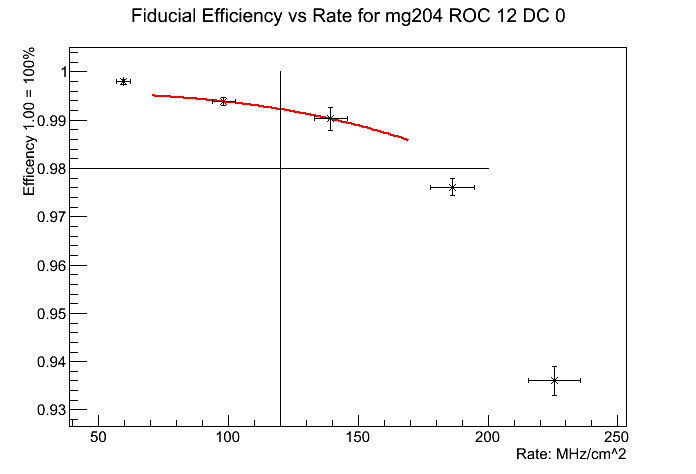 Fiducial Efficiency vs Rate for mg204 ROC 12 DC 0
Efficency 1.00 = 100%
1
0.99
0.98
0.97
0.96
0.95
0.94
0.93
50 100 150 200 250
Rate: MHz/cm^2